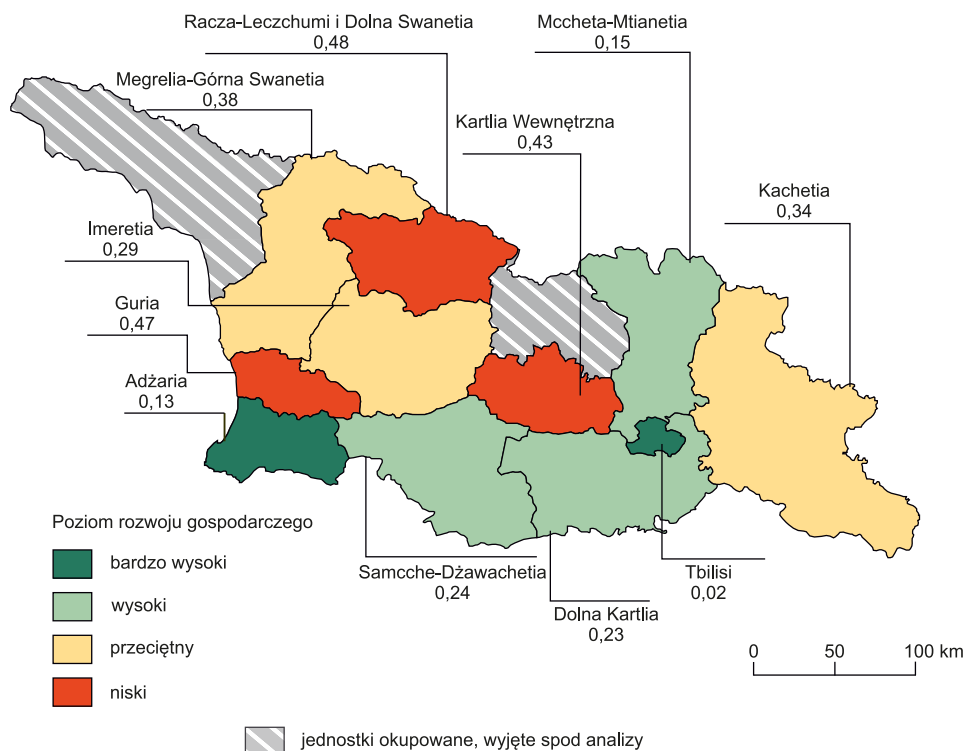 Racza-Leczchumi i Dolna Swanetia
0,48
Mccheta-Mtianetia
0,15
Megrelia-Górna Swanetia
0,38
Kartlia Wewnętrzna
0,43
Kachetia
0,34
Imeretia
0,29
Guria
0,47
Adżaria
0,13
Poziom rozwoju gospodarczego
bardzo wysoki
wysoki
przeciętny
niski
Samcche-Dżawachetia
0,24
Dolna Kartlia
0,23
Tbilisi
0,02
0 50 100 km
jednostki okupowane, wyjęte spod analizy